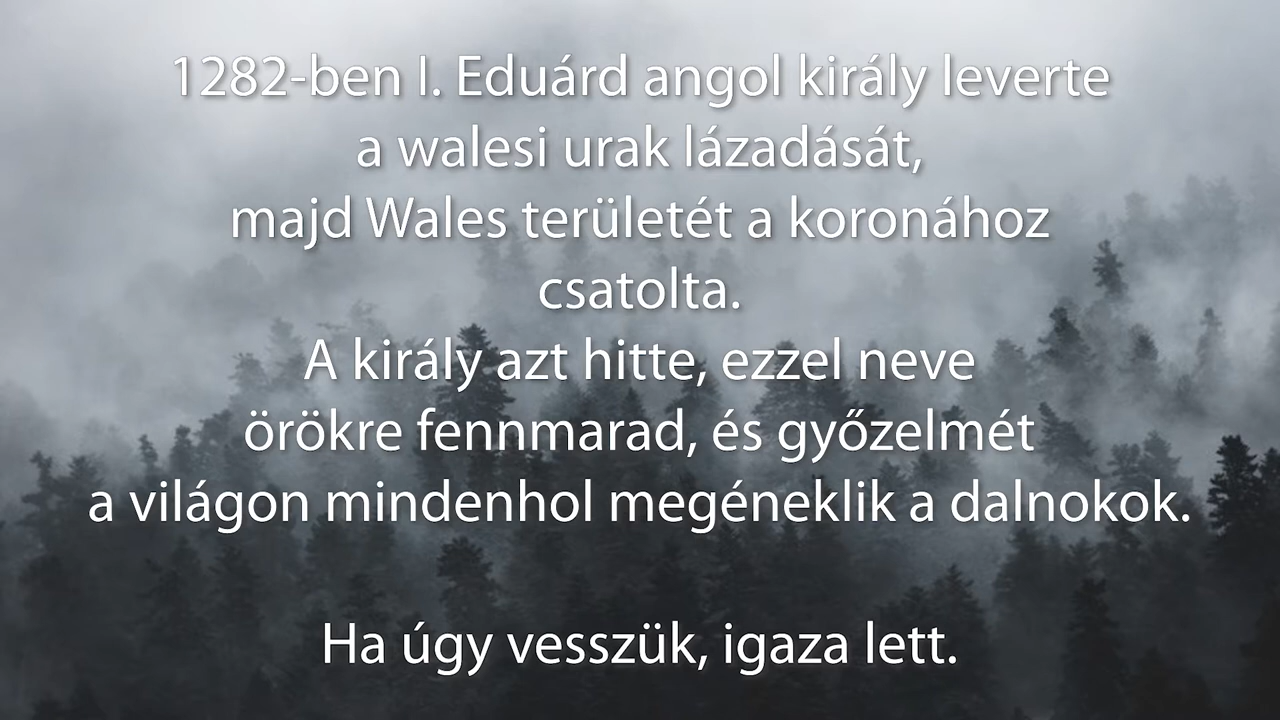 1282-ben I. Eduárd angol király leverte
a walesi urak lázadását,
majd Wales területét a koronához
csatolta.
A király azt hitte, ezzel neve
örökre fennmarad, és győzelmét
a világon mindenhol megéneklik a dalnokok.
Ha úgy vesszük, igaza lett.